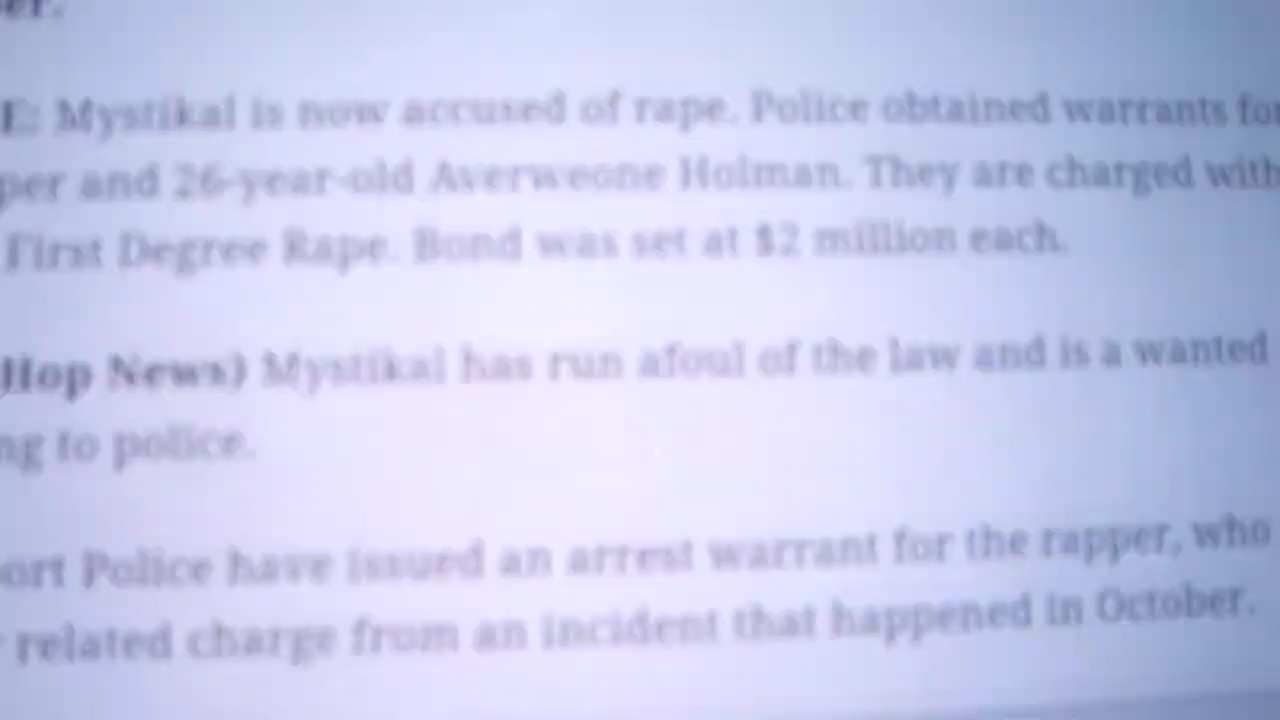 er.
E: Mystikal is now accused of rape. Police obtained warrants for
per and 26-year-old Averweone Holman. They are charged with
First Degree Rape. Bond was set at $2 million each.
Hop News) Mystikal has run afoul of the law and is a wanted
ng to police.
ort Police have issued an arrest warrant for the rapper, who
related charge from an incident that happened in October.